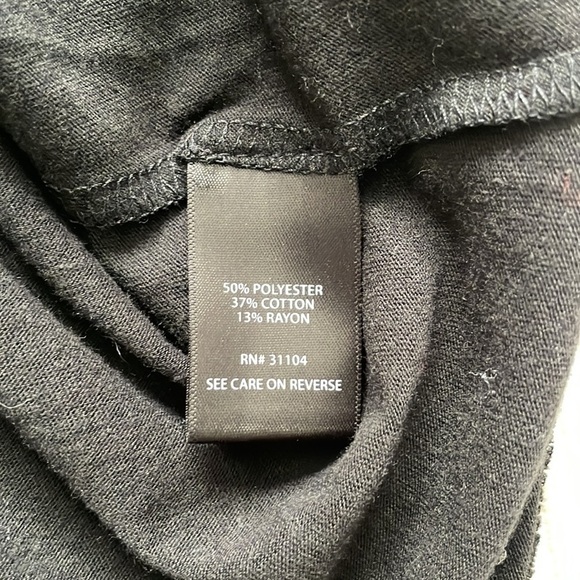 50% POLYESTER
37% COTTON
13% RAYON
RN# 31104
SEE CARE ON REVERSE